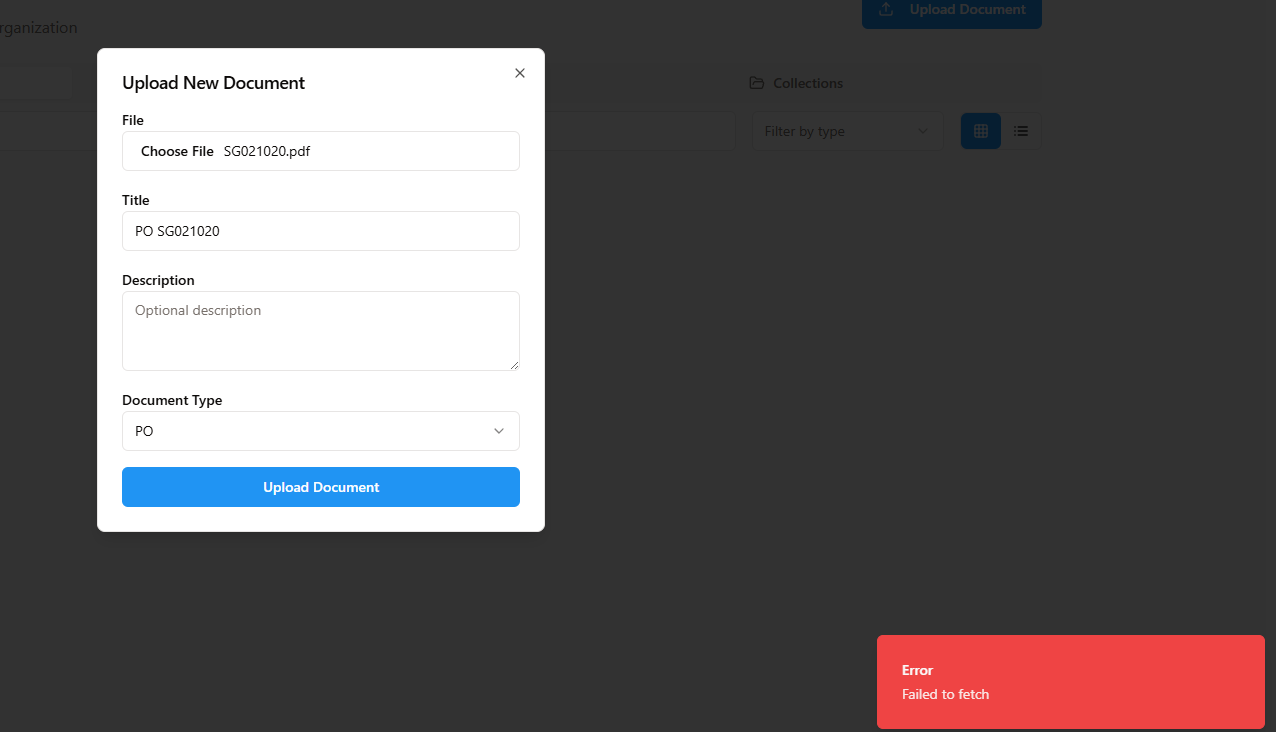 rganization
Upload Document
Upload New Document
File
Collections
Choose File SG021020.pdf
Filter by type
Title
PO SG021020
Description
Optional description
Document Type
PO
Upload Document
Error
Failed to fetch